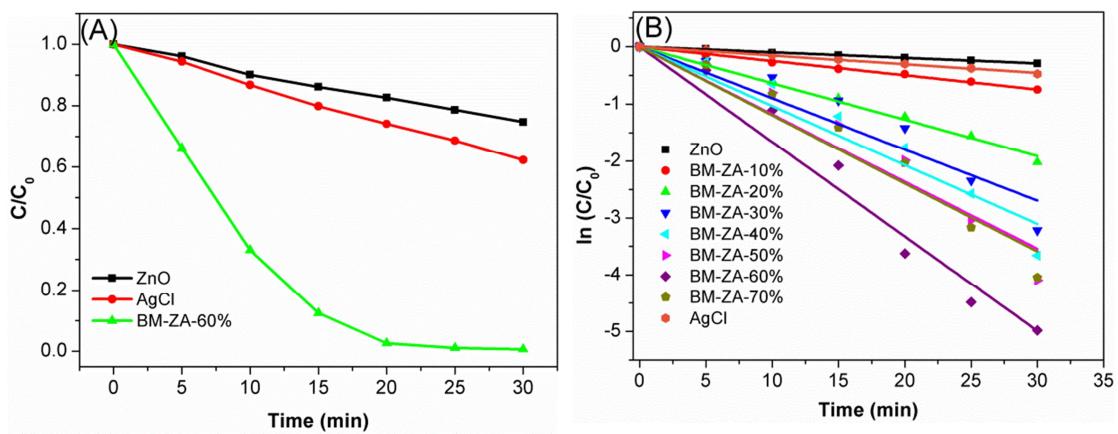 (A)
C/C0
1.0
0.8
0.6
0.4
0.2
0.0
ZnO
AgCl
BM-ZA-60%
0 5 10 15 20 25 30
Time (min)
(B)
ln (C/C0)
0
-1
-2
-3
-4
-5
ZnO
BM-ZA-10%
BM-ZA-20%
BM-ZA-30%
BM-ZA-40%
BM-ZA-50%
BM-ZA-60%
BM-ZA-70%
AgCl
0 5 10 15 20 25 30 35
Time (min)